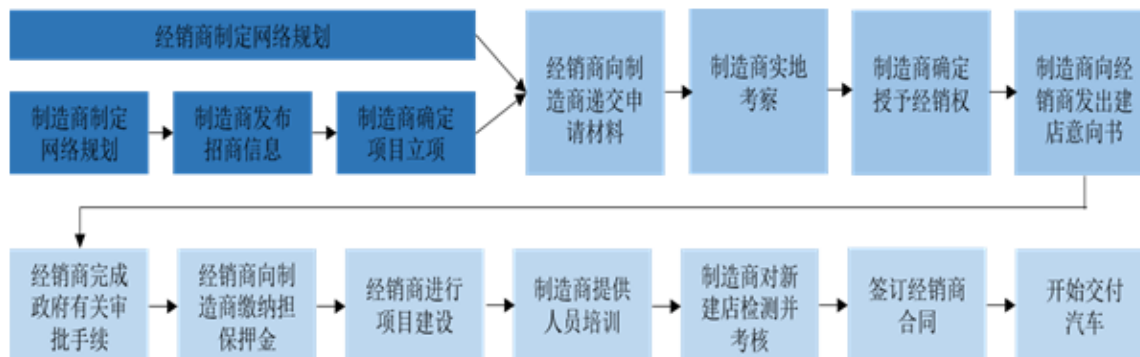 经销商制定网络规划
制造商制定
网络规划
制造商发布
招商信息
制造商确定
项目立项
经销商向制
造商递交申
请材料
制造商实地
考察
制造商确定
授予经销权
制造商向经
销商发出建
店意向书
经销商完成
政府有关审
批手续
经销商向制
造商缴纳担
保押金
经销商进行
项目建设
制造商提供
人员培训
制造商对新
建店检测并
考核
签订经销商
合同
开始交付
汽车